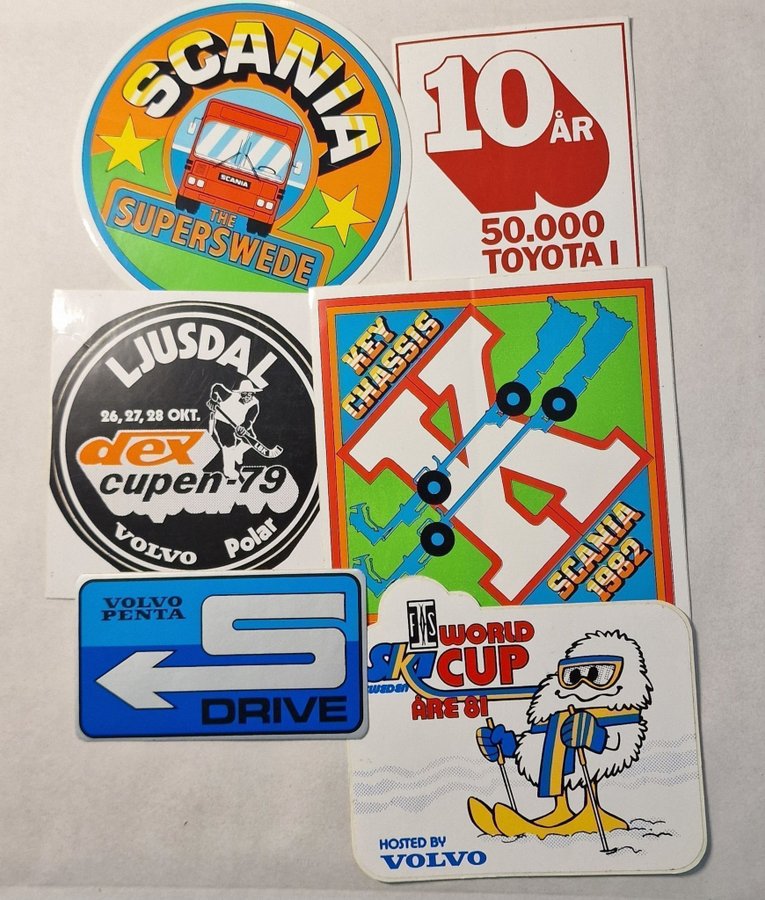 SCANIA
SCANIA
THE
SUPERSWEDE
10
ÅR
50.000
TOYOTA I
LJUSDAL
26, 27, 28 OKT.
LBK
dex
cupen-79
VOLVO
Polar
KEY
CHASSIS
SCANIA
1982
VOLVO
PENTA
S
DRIVE
FIS
WORLD
CUP
Ski
SWEDEN
ÅRE 81
HOSTED BY
VOLVO